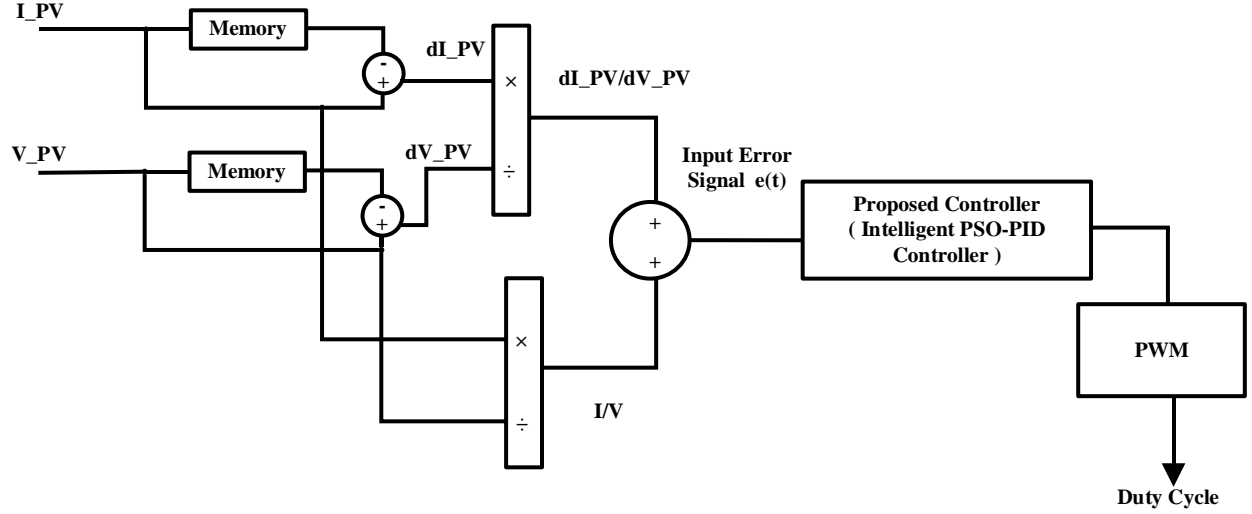 I_PV
Memory
-
+
dI_PV
×
÷
dI_PV/dV_PV
V_PV
Memory
-
+
dV_PV
Input Error
Signal e(t)
+
+
Proposed Controller
( Intelligent PSO-PID
Controller )
×
÷
I/V
PWM
Duty Cycle